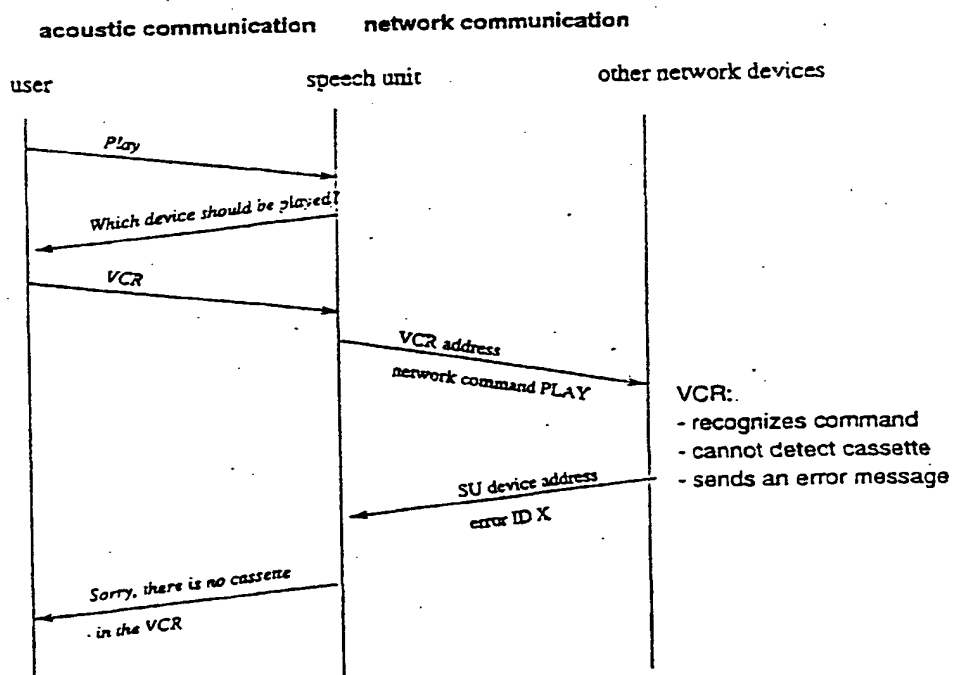 acoustic communication network communication
user speech unit other network devices
Play
Which device should be played?
VCR
VCR address
network command PLAY
VCR:
- recognizes command
- cannot detect cassette
- sends an error message
SU device address
error ID X
Sorry, there is no cassette
- in the VCR